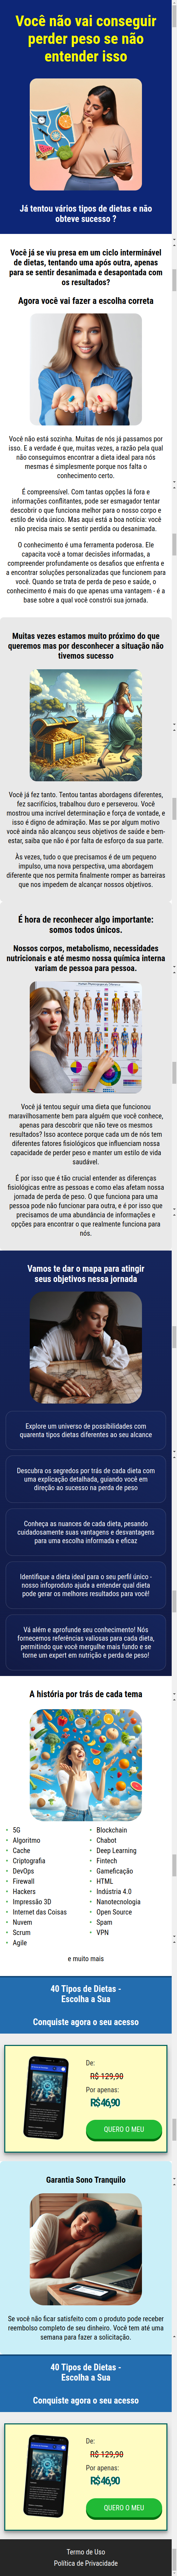 Você não vai conseguir
perder peso se não
entender isso
Já tentou vários tipos de dietas e não
obteve sucesso ?
Você já se viu presa em um ciclo interminável
de dietas, tentando uma após outra, apenas
para se sentir desanimada e desapontada com
os resultados?
Agora você vai fazer a escolha correta
Você não está sozinha. Muitas de nós já passamos por
isso. E a verdade é que, muitas vezes, a razão pela qual
não conseguimos encontrar a dieta ideal para nós
mesmas é simplesmente porque nos falta o
conhecimento certo.
É compreensível. Com tantas opções lá fora e
informações conflitantes, pode ser esmagador tentar
descobrir o que funciona melhor para o nosso corpo e
estilo de vida único. Mas aqui está a boa notícia: você
não precisa mais se sentir perdida ou desanimada.
O conhecimento é uma ferramenta poderosa. Ele
capacita você a tomar decisões informadas, a
compreender profundamente os desafios que enfrenta e
a encontrar soluções personalizadas que funcionem para
você. Quando se trata de perda de peso e saúde, o
conhecimento é mais do que apenas uma vantagem - é a
base sobre a qual você constrói sua jornada.
Muitas vezes estamos muito próximo do que
queremos mas por desconhecer a situação não
tivemos sucesso
Você já fez tanto. Tentou tantas abordagens diferentes,
fez sacrifícios, trabalhou duro e perseverou. Você
mostrou uma incrível determinação e força de vontade, e
isso é digno de admiração. Mas se por algum motivo
você ainda não alcançou seus objetivos de saúde e bem-
estar, saiba que não é por falta de esforço da sua parte.
Às vezes, tudo o que precisamos é de um pequeno
impulso, uma nova perspectiva, uma abordagem
diferente que nos permita finalmente romper as barreiras
que nos impedem de alcançar nossos objetivos.
É hora de reconhecer algo importante:
somos todos únicos.
Nossos corpos, metabolismo, necessidades
nutricionais e até mesmo nossa química interna
variam de pessoa para pessoa.
Você já tentou seguir uma dieta que funcionou
maravilhosamente bem para alguém que você conhece,
apenas para descobrir que não teve os mesmos
resultados? Isso acontece porque cada um de nós tem
diferentes fatores fisiológicos que influenciam nossa
capacidade de perder peso e manter um estilo de vida
saudável.
É por isso que é tão crucial entender as diferenças
fisiológicas entre as pessoas e como elas afetam nossa
jornada de perda de peso. O que funciona para uma
pessoa pode não funcionar para outra, e é por isso que
precisamos de uma abundância de informações e
opções para encontrar o que realmente funciona para
nós.
Vamos te dar o mapa para atingir
seus objetivos nessa jornada
Explore um universo de possibilidades com
quarenta tipos dietas diferentes ao seu alcance
Descubra os segredos por trás de cada dieta com
uma explicação detalhada, guiando você em
direção ao sucesso na perda de peso
Conheça as nuances de cada dieta, pesando
cuidadosamente suas vantagens e desvantagens
para uma escolha informada e eficaz
Identifique a dieta ideal para o seu perfil único -
nosso infoproduto ajuda a entender qual dieta
pode gerar os melhores resultados para você!
Vá além e aprofunde seu conhecimento! Nós
fornecemos referências valiosas para cada dieta,
permitindo que você mergulhe mais fundo e se
torne um expert em nutrição e perda de peso!
A história por trás de cada tema
5G
Algoritmo
Cache
Criptografia
DevOps
Firewall
Hackers
Impressão 3D
Internet das Coisas
Nuvem
Scrum
Agile
Blockchain
Chabot
Deep Learning
Fintech
Gameficação
HTML
Indústria 4.0
Nanotecnologia
Open Source
Spam
VPN
e muito mais
40 Tipos de Dietas -
Escolha a Sua
Conquiste agora o seu acesso
De:
R$ 129,90
Por apenas:
R$ 46,90
QUERO O MEU
Garantia Sono Tranquilo
Se você não ficar satisfeito com o produto pode receber
reembolso completo de seu dinheiro. Você tem até uma
semana para fazer a solicitação.
40 Tipos de Dietas -
Escolha a Sua
Conquiste agora o seu acesso
De:
R$ 129,90
Por apenas:
R$ 46,90
QUERO O MEU
Termo de Uso
Política de Privacidade